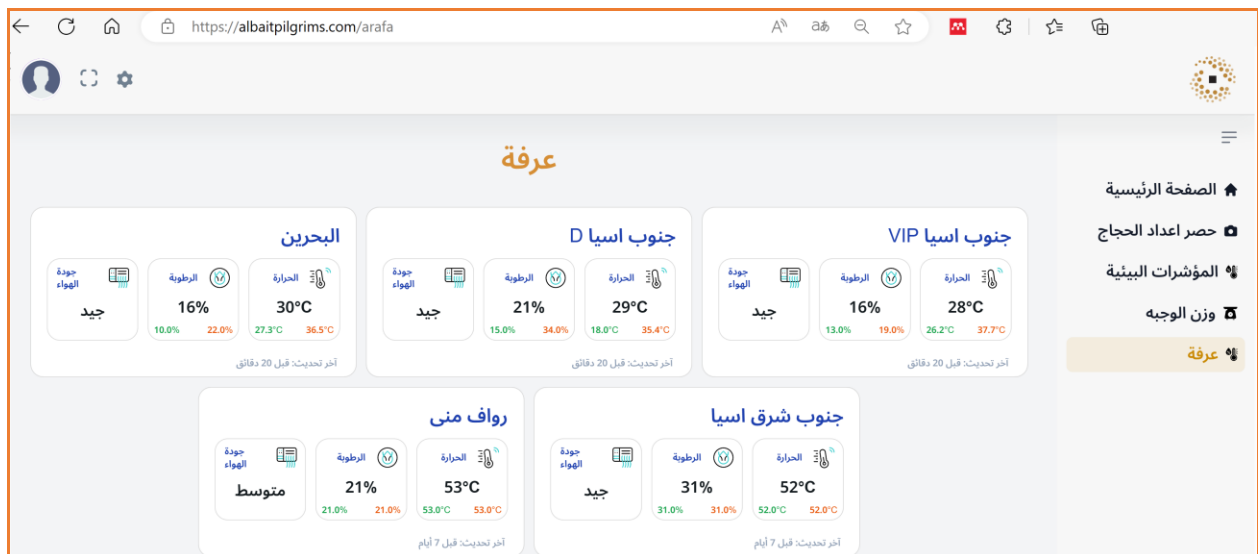 https://albaitpilgrims.com/arafa
عرفة
الصفحة الرئيسية
حصر اعداد الحجاج
المؤشرات البيئية
وزن الوجبه
عرفة
جنوب اسيا VIP
الحرارة
28°C
26.2°C 37.7°C
الرطوبة
16%
13.0% 19.0%
جودة الهواء
جيد
آخر تحديث: قبل 20 دقائق
جنوب اسيا D
الحرارة
29°C
18.0°C 35.4°C
الرطوبة
21%
15.0% 34.0%
جودة الهواء
جيد
آخر تحديث: قبل 20 دقائق
البحرين
الحرارة
30°C
27.3°C 36.5°C
الرطوبة
16%
10.0% 22.0%
جودة الهواء
جيد
آخر تحديث: قبل 20 دقائق
جنوب شرق اسيا
الحرارة
52°C
52.0°C 52.0°C
الرطوبة
31%
31.0% 31.0%
جودة الهواء
جيد
آخر تحديث: قبل 7 أيام
رواف منى
الحرارة
53°C
53.0°C 53.0°C
الرطوبة
21%
21.0% 21.0%
جودة الهواء
متوسط
آخر تحديث: قبل 7 أيام